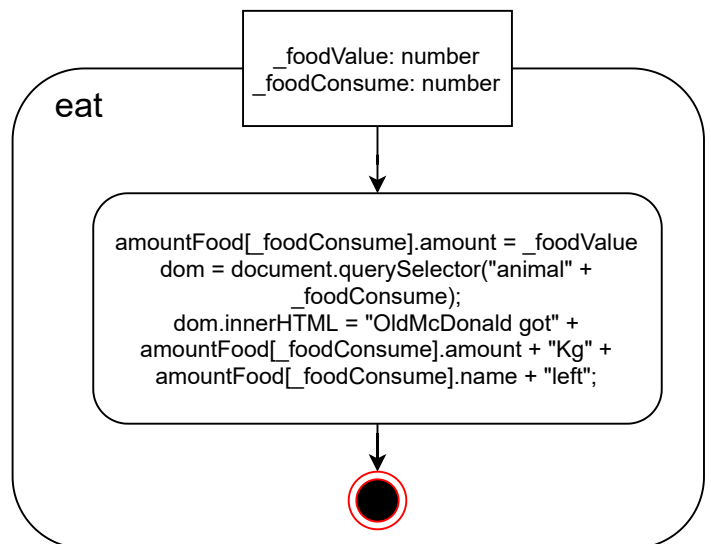 _foodValue: number
_foodConsume: number
eat
amountFood[_foodConsume].amount = _foodValue
dom = document.querySelector("animal" +
_foodConsume);
dom.innerHTML = "OldMcDonald got" +
amountFood[_foodConsume].amount + "Kg" +
amountFood[_foodConsume].name + "left";